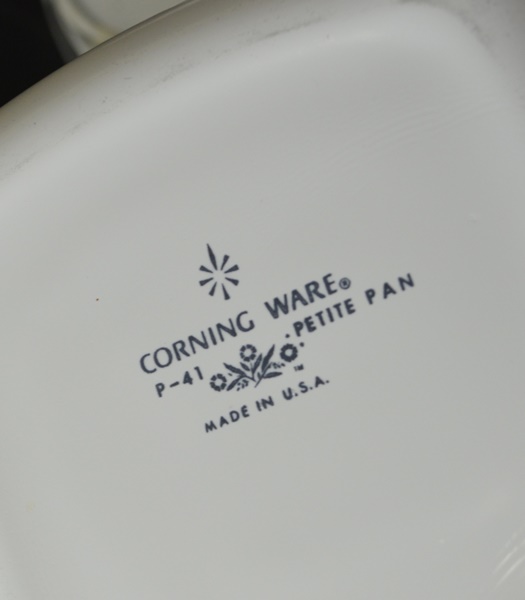 CORNING WARE®
P-41 PETITE PAN
™
MADE IN U.S.A.